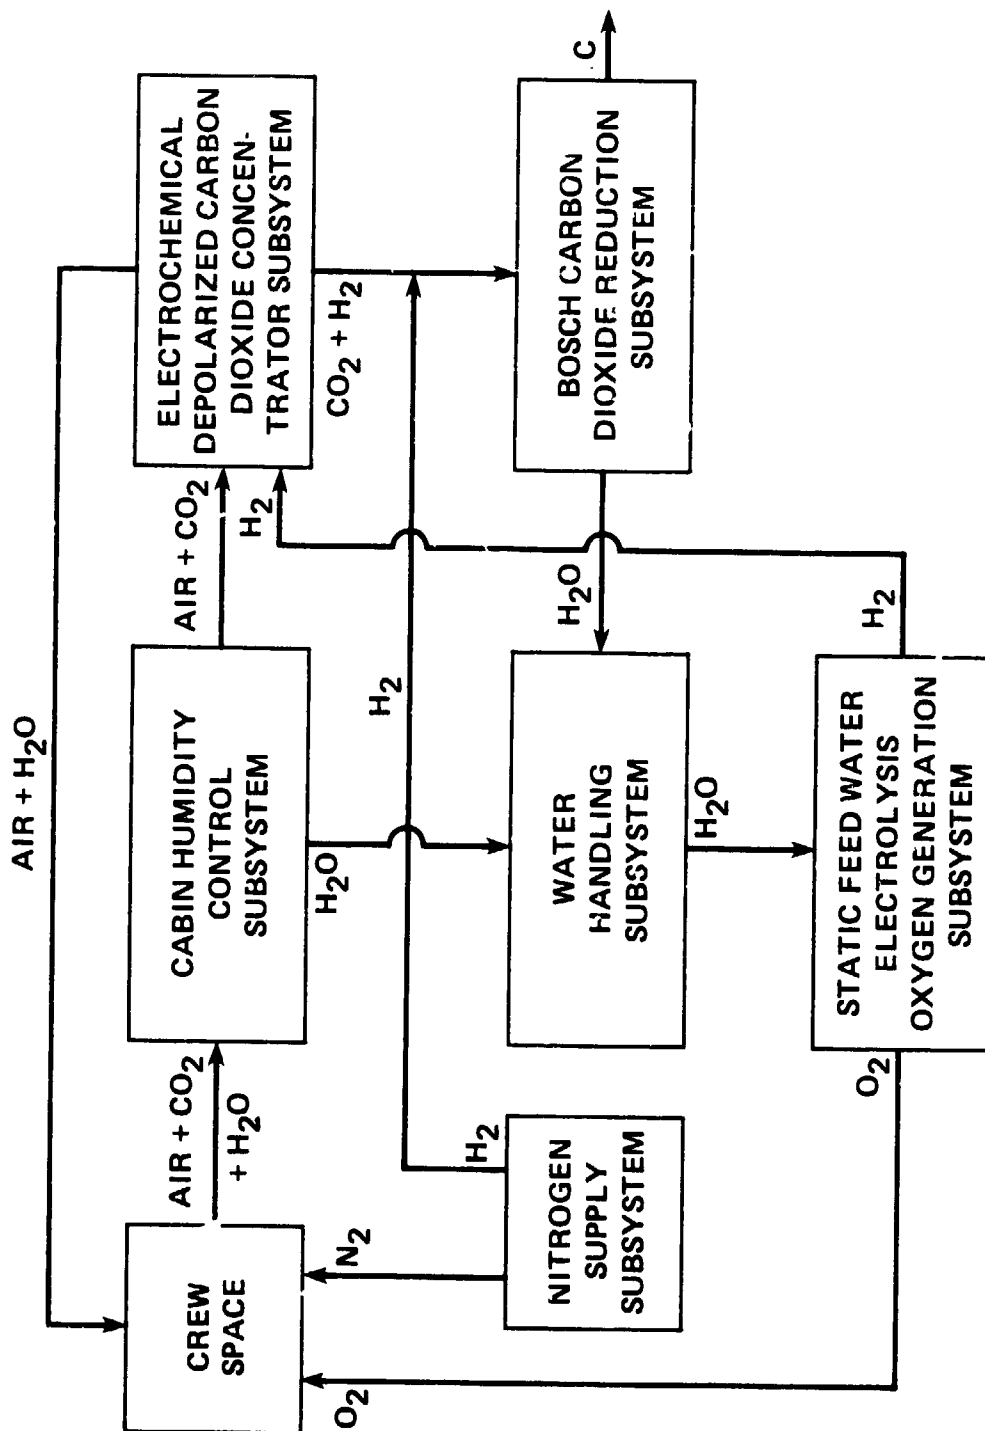 AIR + H2O
CREW
SPACE
AIR + CO2
+ H2O
CABIN HUMIDITY
CONTROL
SUBSYSTEM
AIR + CO2
H2
ELECTROCHEMICAL
DEPOLARIZED CARBON
DIOXIDE CONCEN-
TRATOR SUBSYSTEM
O2
N2
H2O
H2
CO2 + H2
NITROGEN
SUPPLY
SUBSYSTEM
H2
WATER
HANDLING
SUBSYSTEM
H2O
BOSCH CARBON
DIOXIDE REDUCTION
SUBSYSTEM
C
H2O
O2
STATIC FEED WATER
ELECTROLYSIS
OXYGEN GENERATION
SUBSYSTEM
H2